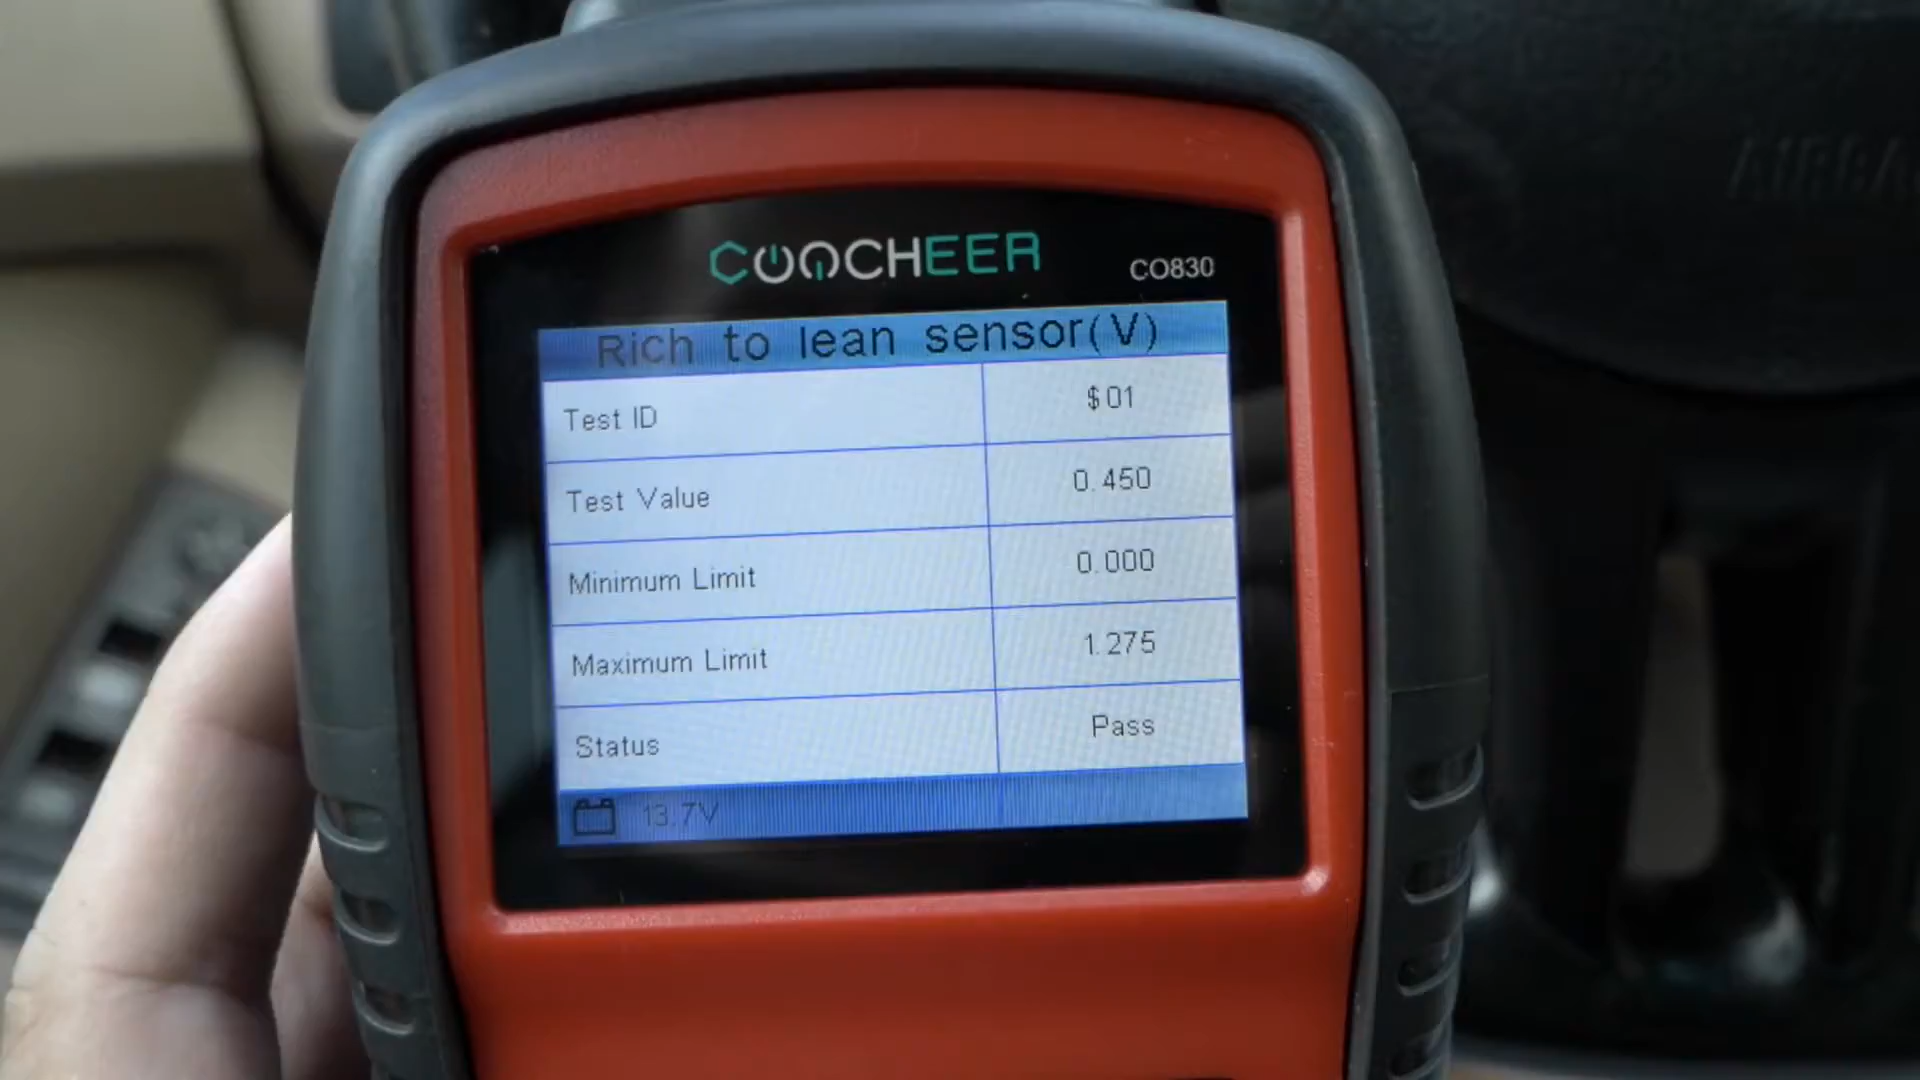 COOCHEER
CO830
Rich to lean sensor(V)
Test ID $01
Test Value 0.450
Minimum Limit 0.000
Maximum Limit 1.275
Status Pass
13.7V